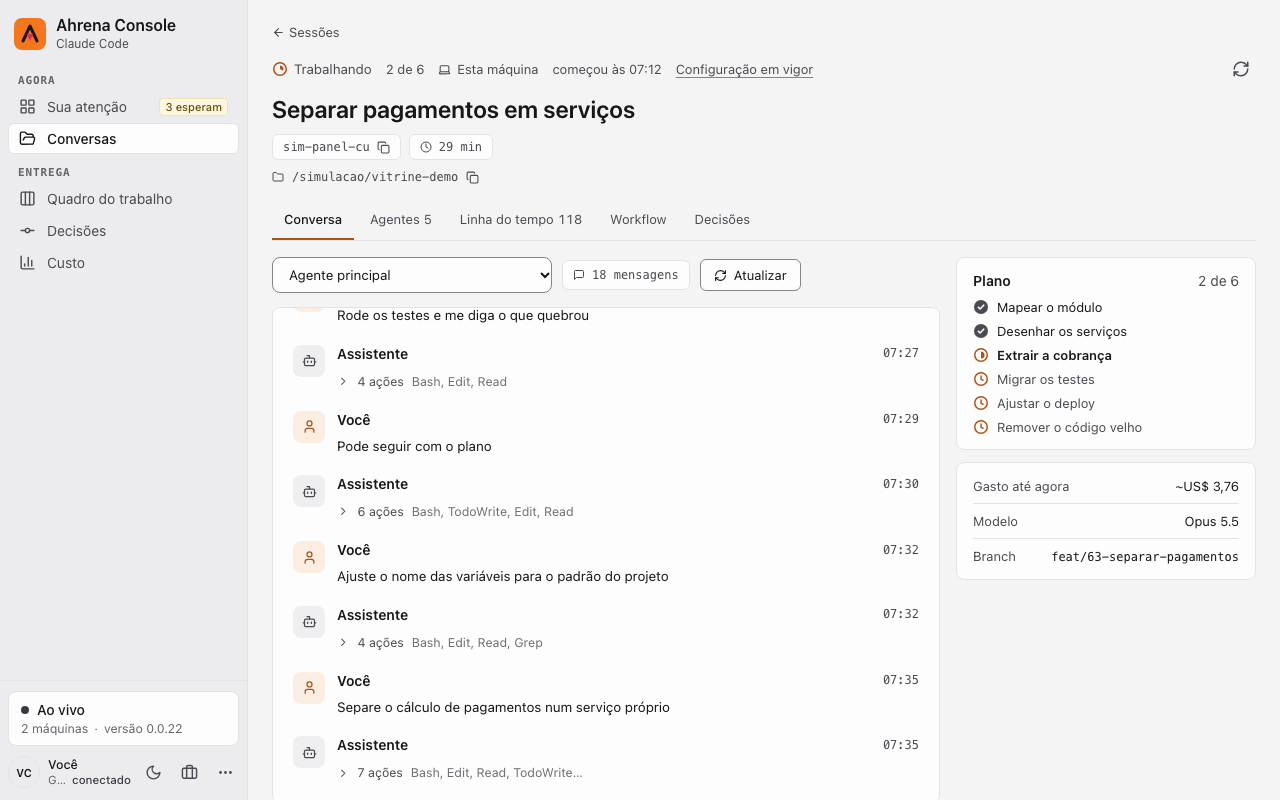 Ahrena Console
Claude Code
AGORA
Sua atenção 3 esperam
Conversas
ENTREGA
Quadro do trabalho
Decisões
Custo
Ao vivo
2 máquinas · versão 0.0.22
VC
Você
G... conectado
Sessões
Trabalhando 2 de 6 Esta máquina começou às 07:12 Configuração em vigor
Separar pagamentos em serviços
sim-panel-cu 29 min
/simulacao/vitrine-demo
Conversa Agentes 5 Linha do tempo 118 Workflow Decisões
Agente principal 18 mensagens Atualizar
Rode os testes e me diga o que quebrou
Assistente 07:27
4 ações Bash, Edit, Read
Você 07:29
Pode seguir com o plano
Assistente 07:30
6 ações Bash, TodoWrite, Edit, Read
Você 07:32
Ajuste o nome das variáveis para o padrão do projeto
Assistente 07:32
4 ações Bash, Edit, Read, Grep
Você 07:35
Separe o cálculo de pagamentos num serviço próprio
Assistente 07:35
7 ações Bash, Edit, Read, TodoWrite...
Plano 2 de 6
Mapear o módulo
Desenhar os serviços
Extrair a cobrança
Migrar os testes
Ajustar o deploy
Remover o código velho
Gasto até agora ~US$ 3,76
Modelo Opus 5.5
Branch feat/63-separar-pagamentos